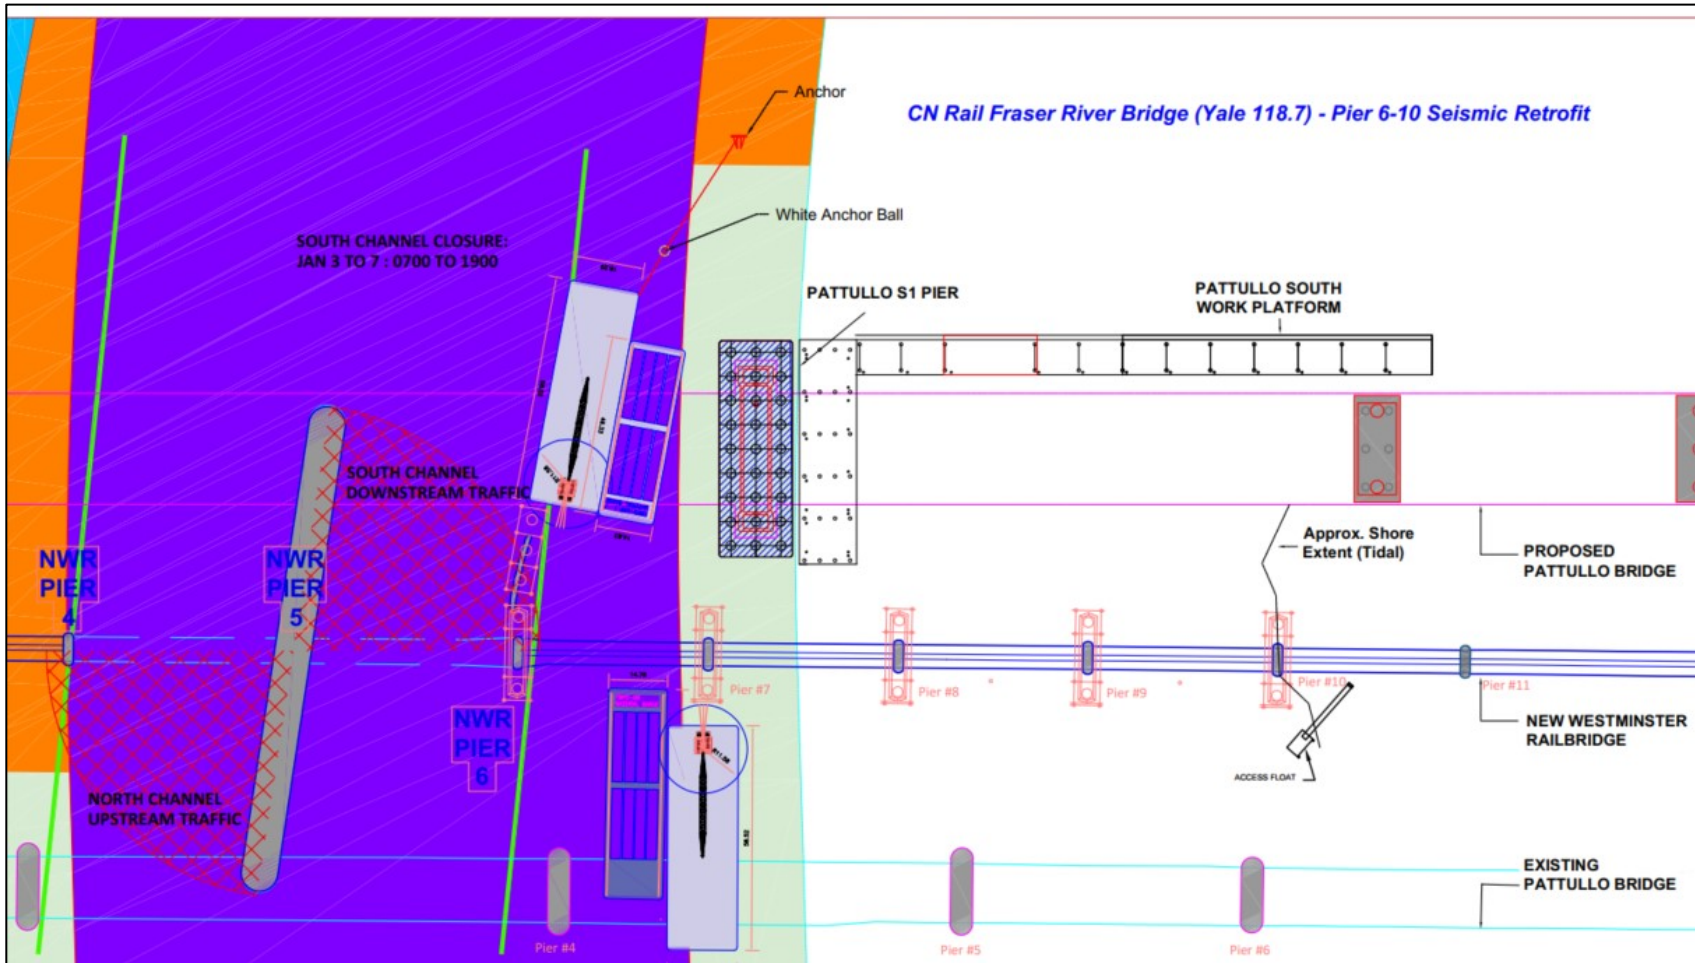 Anchor
CN Rail Fraser River Bridge (Yale 118.7) - Pier 6-10 Seismic Retrofit
White Anchor Ball
SOUTH CHANNEL CLOSURE:
JAN 3 TO 7 : 0700 TO 1900
PATTULLO S1 PIER
PATTULLO SOUTH
WORK PLATFORM
SOUTH CHANNEL
DOWNSTREAM TRAFFIC
Approx. Shore
Extent (Tidal)
PROPOSED
PATTULLO BRIDGE
NWR
PIER
4
NWR
PIER
5
Pier #7
Pier #8
Pier #9
Pier #10
Pier #11
NWR
PIER
6
NEW WESTMINSTER
RAILBRIDGE
ACCESS FLOAT
NORTH CHANNEL
UPSTREAM TRAFFIC
EXISTING
PATTULLO BRIDGE
Pier #4
Pier #5
Pier #6